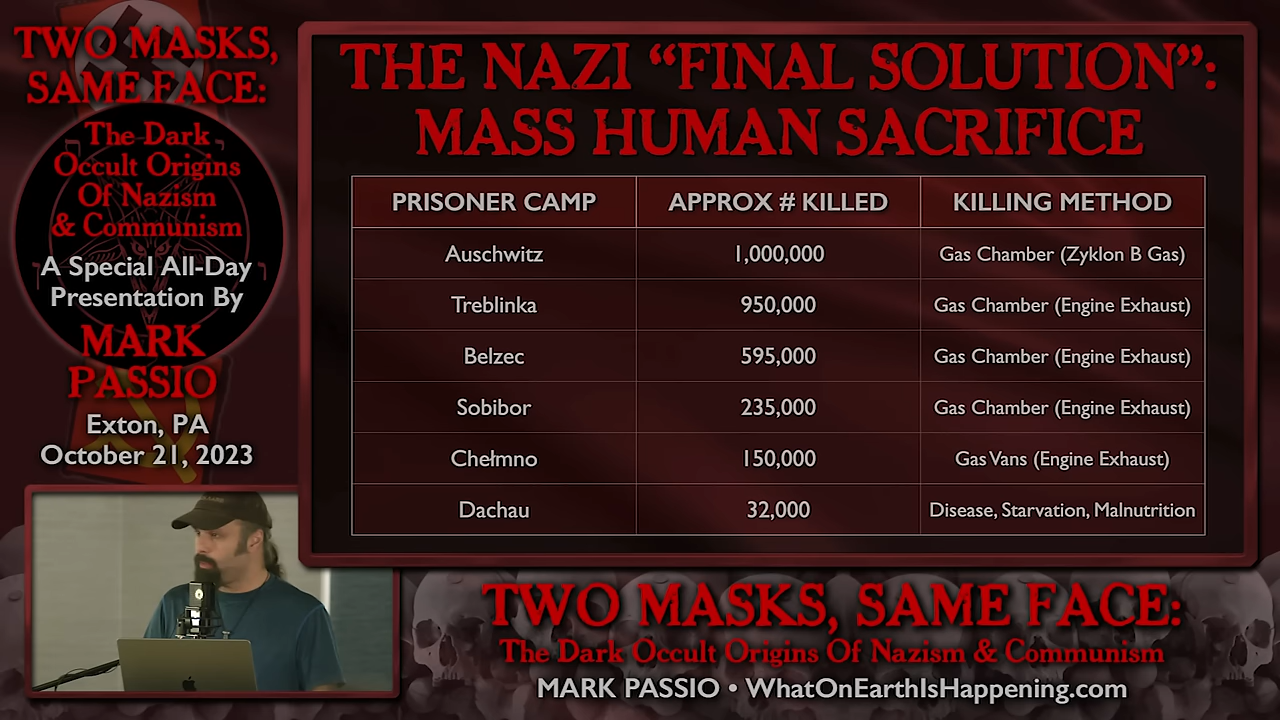 TWO MASKS,
SAME FACE:
The Dark
Occult Origins
Of Nazism
& Communism
A Special All-Day
Presentation By
MARK
PASSIO
Exton, PA
October 21, 2023
THE NAZI “FINAL SOLUTION”:
MASS HUMAN SACRIFICE
PRISONER CAMP APPROX # KILLED KILLING METHOD
Auschwitz 1,000,000 Gas Chamber (Zyklon B Gas)
Treblinka 950,000 Gas Chamber (Engine Exhaust)
Belzec 595,000 Gas Chamber (Engine Exhaust)
Sobibor 235,000 Gas Chamber (Engine Exhaust)
Chełmno 150,000 Gas Vans (Engine Exhaust)
Dachau 32,000 Disease, Starvation, Malnutrition
TWO MASKS, SAME FACE:
The Dark Occult Origins Of Nazism & Communism
MARK PASSIO • WhatOnEarthIsHappening.com